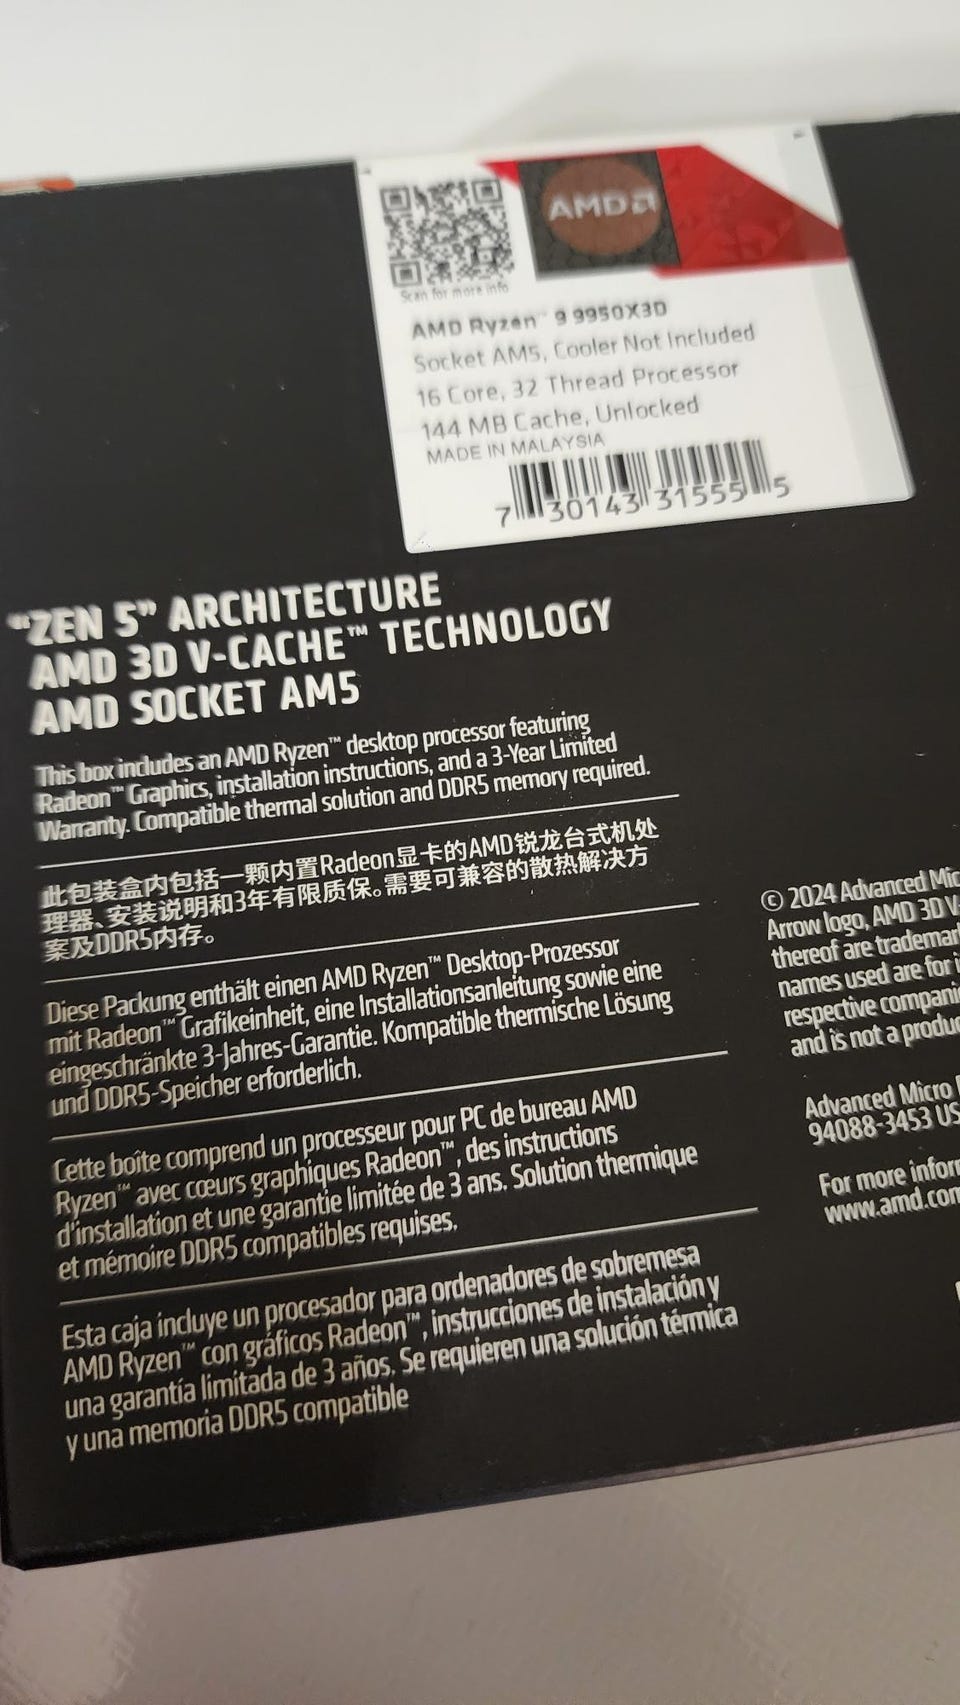 AMD
Scan for more info
AMD Ryzen™ 9 9950X3D
Socket AM5, Cooler Not Included
16 Core, 32 Thread Processor
144 MB Cache, Unlocked
MADE IN MALAYSIA
7 30143 31555 5
“ZEN 5” ARCHITECTURE
AMD 3D V-CACHE™ TECHNOLOGY
AMD SOCKET AM5
This box includes an AMD Ryzen™ desktop processor featuring
Radeon™ Graphics, installation instructions, and a 3-Year Limited
Warranty. Compatible thermal solution and DDR5 memory required.
此包装盒内包括一颗内置Radeon显卡的AMD锐龙台式机处
理器、安装说明和3年有限质保。需要可兼容的散热解决方
案及DDR5内存。
Diese Packung enthält einen AMD Ryzen™ Desktop-Prozessor
mit Radeon™ Grafikeinheit, eine Installationsanleitung sowie eine
eingeschränkte 3-Jahres-Garantie. Kompatible thermische Lösung
und DDR5-Speicher erforderlich.
Cette boîte comprend un processeur pour PC de bureau AMD
Ryzen™ avec cœurs graphiques Radeon™, des instructions
d'installation et une garantie limitée de 3 ans. Solution thermique
et mémoire DDR5 compatibles requises.
Esta caja incluye un procesador para ordenadores de sobremesa
AMD Ryzen™ con gráficos Radeon™, instrucciones de instalación y
una garantía limitada de 3 años. Se requieren una solución térmica
y una memoria DDR5 compatible
© 2024 Advanced Mic
Arrow logo, AMD 3D V-
thereof are trademar
names used are for i
respective compani
and is not a produ
Advanced Micro
94088-3453 US
For more infor
www.amd.com